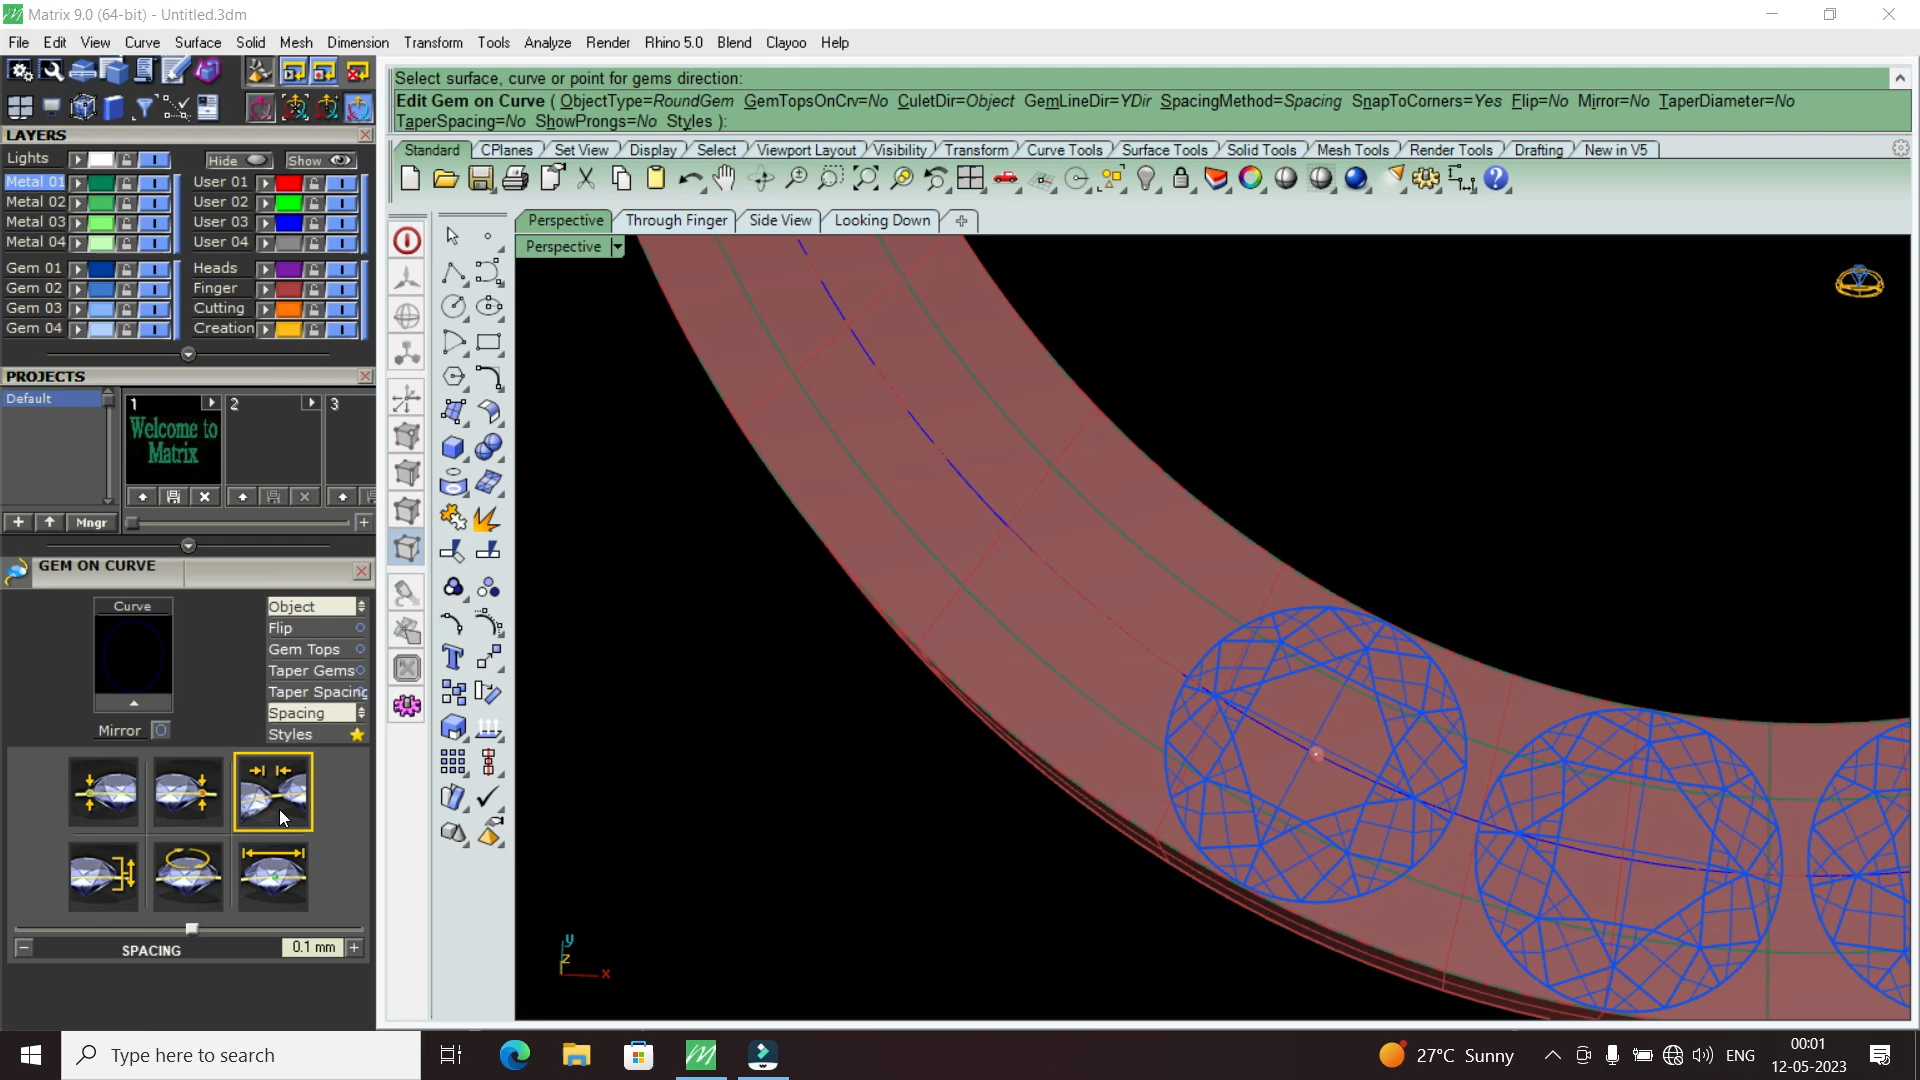 Matrix 9.0 (64-bit) - Untitled.3dm
File Edit View Curve Surface Solid Mesh Dimension Transform Tools Analyze Render Rhino 5.0 Blend Clayoo Help
Select surface, curve or point for gems direction:
Edit Gem on Curve ( ObjectType=RoundGem GemTopsOnCrv=No CuletDir=Object GemLineDir=YDir SpacingMethod=Spacing SnapToCorners=Yes Flip=No Mirror=No TaperDiameter=No
TaperSpacing=No ShowProngs=No Styles ):
LAYERS
Standard CPlanes Set View Display Select Viewport Layout Visibility Transform Curve Tools Surface Tools Solid Tools Mesh Tools Render Tools Drafting New in V5
Lights Hide Show
Metal 01 User 01
Metal 02 User 02
Metal 03 User 03
Metal 04 User 04
Gem 01 Heads
Gem 02 Finger
Gem 03 Cutting
Gem 04 Creation
Perspective Through Finger Side View Looking Down
Perspective
PROJECTS
Default
1 2 3
Welcome to
Matrix
Mngr
GEM ON CURVE
Curve
Object
Flip
Gem Tops
Taper Gems
Taper Spacing
Spacing
Mirror
Styles
SPACING 0.1 mm
y
z
x
Type here to search
27°C Sunny
ENG
00:01
12-05-2023